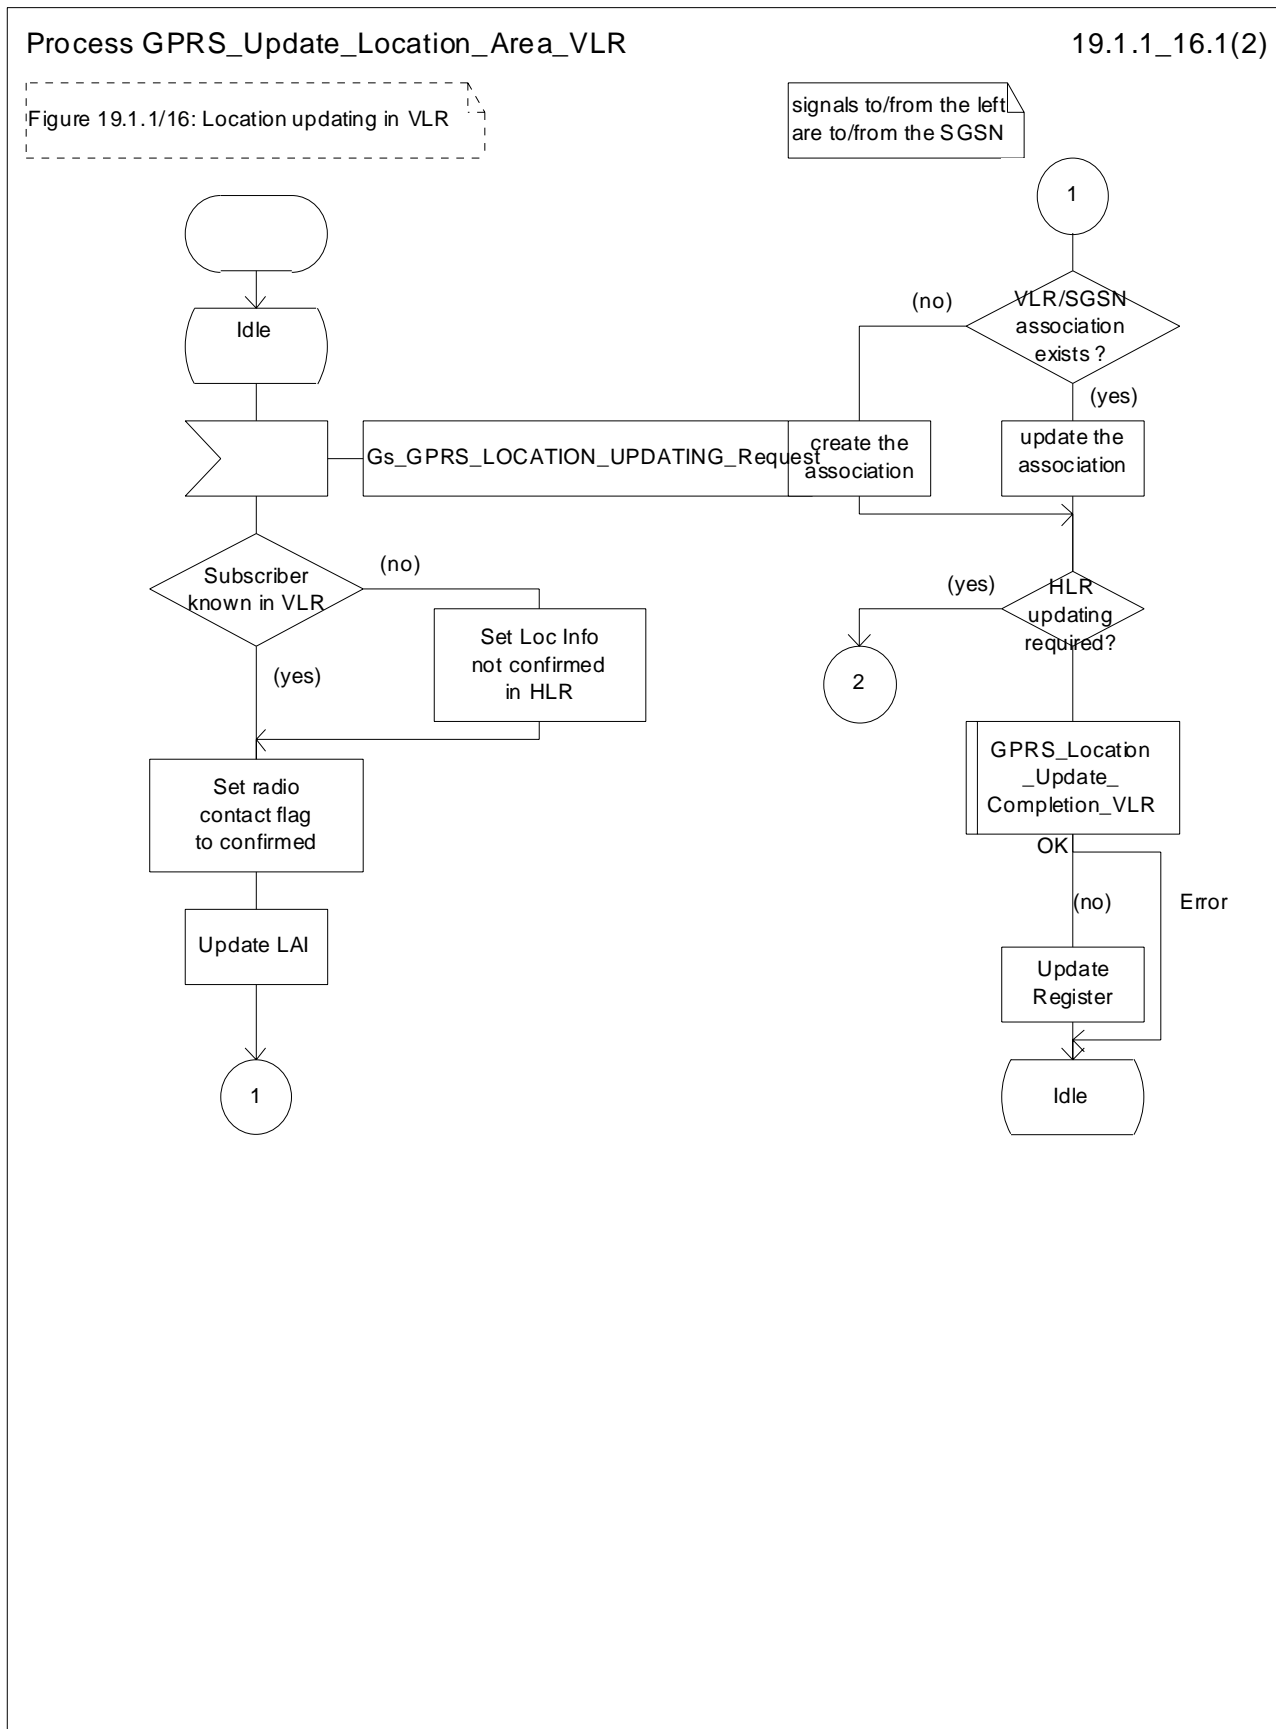 Process GPRS_Update_Location_Area_VLR
19.1.1_16.1(2)
Figure 19.1.1/16: Location updating in VLR
signals to/from the left
are to/from the SGSN
Idle
Gs_GPRS_LOCATION_UPDATING_Request
Subscriber
known in VLR
(no)
Set Loc Info
not confirmed
in HLR
(yes)
Set radio
contact flag
to confirmed
Update LAI
1
1
VLR/SGSN
association
exists ?
(no)
(yes)
create the
association
update the
association
HLR
updating
required?
(yes)
2
GPRS_Location
_Update_
Completion_VLR
OK
(no)
Error
Update
Register
Idle